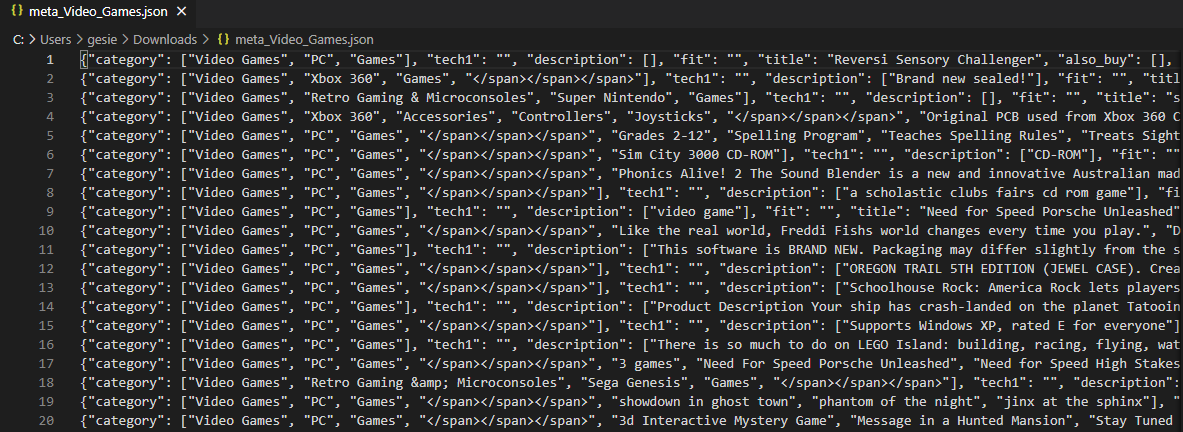 {} meta_Video_Games.json ×
C: > Users > gesie > Downloads > {} meta_Video_Games.json
1 {"category": ["Video Games", "PC", "Games"], "tech1": "", "description": [], "fit": "", "title": "Reversi Sensory Challenger", "also_buy": [],
2 {"category": ["Video Games", "Xbox 360", "Games", "</span></span></span>"], "tech1": "", "description": ["Brand new sealed!"], "fit": "", "titl
3 {"category": ["Video Games", "Retro Gaming & Microconsoles", "Super Nintendo", "Games"], "tech1": "", "description": [], "fit": "", "title": "s
4 {"category": ["Video Games", "Xbox 360", "Accessories", "Controllers", "Joysticks", "</span></span></span>", "Original PCB used from Xbox 360 C
5 {"category": ["Video Games", "PC", "Games", "</span></span></span>", "Grades 2-12", "Spelling Program", "Teaches Spelling Rules", "Treats Sight
6 {"category": ["Video Games", "PC", "Games", "</span></span></span>", "Sim City 3000 CD-ROM"], "tech1": "", "description": ["CD-ROM"], "fit": ""
7 {"category": ["Video Games", "PC", "Games", "</span></span></span>", "Phonics Alive! 2 The Sound Blender is a new and innovative Australian mad
8 {"category": ["Video Games", "PC", "Games", "</span></span></span>"], "tech1": "", "description": ["a scholastic clubs fairs cd rom game"], "fi
9 {"category": ["Video Games", "PC", "Games"], "tech1": "", "description": ["video game"], "fit": "", "title": "Need for Speed Porsche Unleashed"
10 {"category": ["Video Games", "PC", "Games", "</span></span></span>", "Like the real world, Freddi Fishs world changes every time you play.", "D
11 {"category": ["Video Games", "PC", "Games"], "tech1": "", "description": ["This software is BRAND NEW. Packaging may differ slightly from the s
12 {"category": ["Video Games", "PC", "Games", "</span></span></span>"], "tech1": "", "description": ["OREGON TRAIL 5TH EDITION (JEWEL CASE). Crea
13 {"category": ["Video Games", "PC", "Games", "</span></span></span>"], "tech1": "", "description": ["Schoolhouse Rock: America Rock lets players
14 {"category": ["Video Games", "PC", "Games"], "tech1": "", "description": ["Product Description Your ship has crash-landed on the planet Tatooin
15 {"category": ["Video Games", "PC", "Games", "</span></span></span>"], "tech1": "", "description": ["Supports Windows XP, rated E for everyone"]
16 {"category": ["Video Games", "PC", "Games"], "tech1": "", "description": ["There is so much to do on LEGO Island: building, racing, flying, wat
17 {"category": ["Video Games", "PC", "Games", "</span></span></span>", "3 games", "Need For Speed Porsche Unleashed", "Need for Speed High Stakes
18 {"category": ["Video Games", "Retro Gaming &amp; Microconsoles", "Sega Genesis", "Games", "</span></span></span>"], "tech1": "", "description":
19 {"category": ["Video Games", "PC", "Games", "</span></span></span>", "showdown in ghost town", "phantom of the night", "jinx at the sphinx"], "
20 {"category": ["Video Games", "PC", "Games", "</span></span></span>", "3d Interactive Mystery Game", "Message in a Hunted Mansion", "Stay Tuned